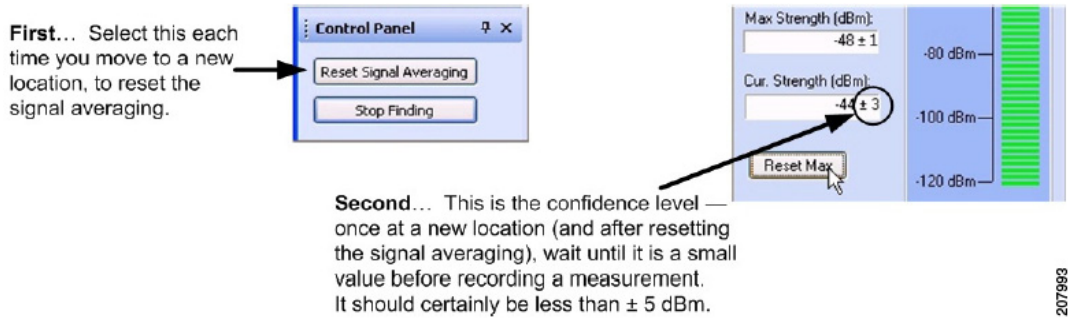 First... Select this each
time you move to a new
location, to reset the
signal averaging.
Control Panel
Reset Signal Averaging
Stop Finding
Max Strength (dBm):
-48 ± 1
Cur. Strength (dBm):
-44 ± 3
Reset Max
-80 dBm
-100 dBm
-120 dBm
Second... This is the confidence level —
once at a new location (and after resetting
the signal averaging), wait until it is a small
value before recording a measurement.
It should certainly be less than ± 5 dBm.
207993